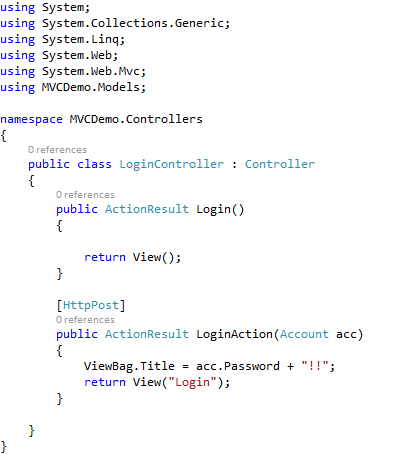 using System;
using System.Collections.Generic;
using System.Linq;
using System.Web;
using System.Web.Mvc;
using MVCDemo.Models;

namespace MVCDemo.Controllers
{
    0 references
    public class LoginController : Controller
    {
        0 references
        public ActionResult Login()
        {

            return View();
        }

        [HttpPost]
        0 references
        public ActionResult LoginAction(Account acc)
        {
            ViewBag.Title = acc.Password + "!!";
            return View("Login");
        }

    }
}